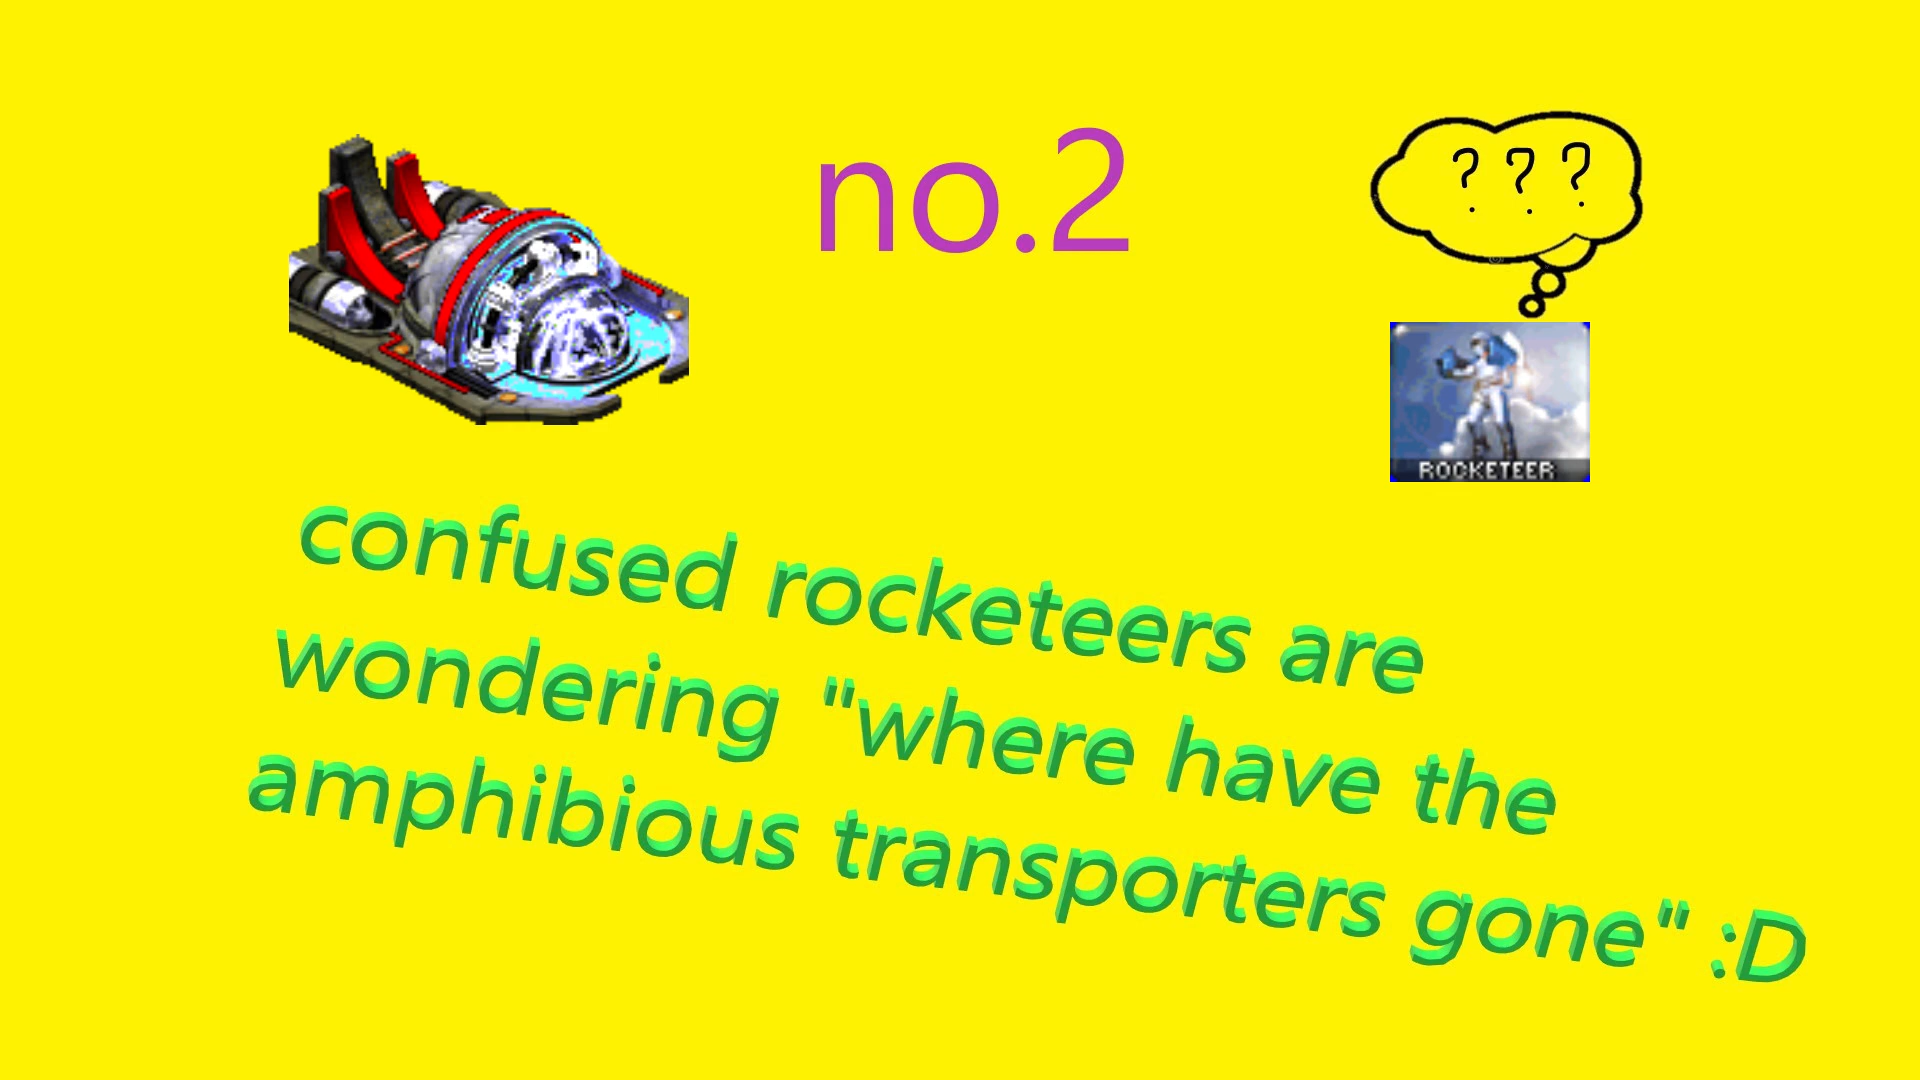 no.2
? ? ?
ROCKETEER
confused rocketeers are
wondering "where have the
amphibious transporters gone" :D